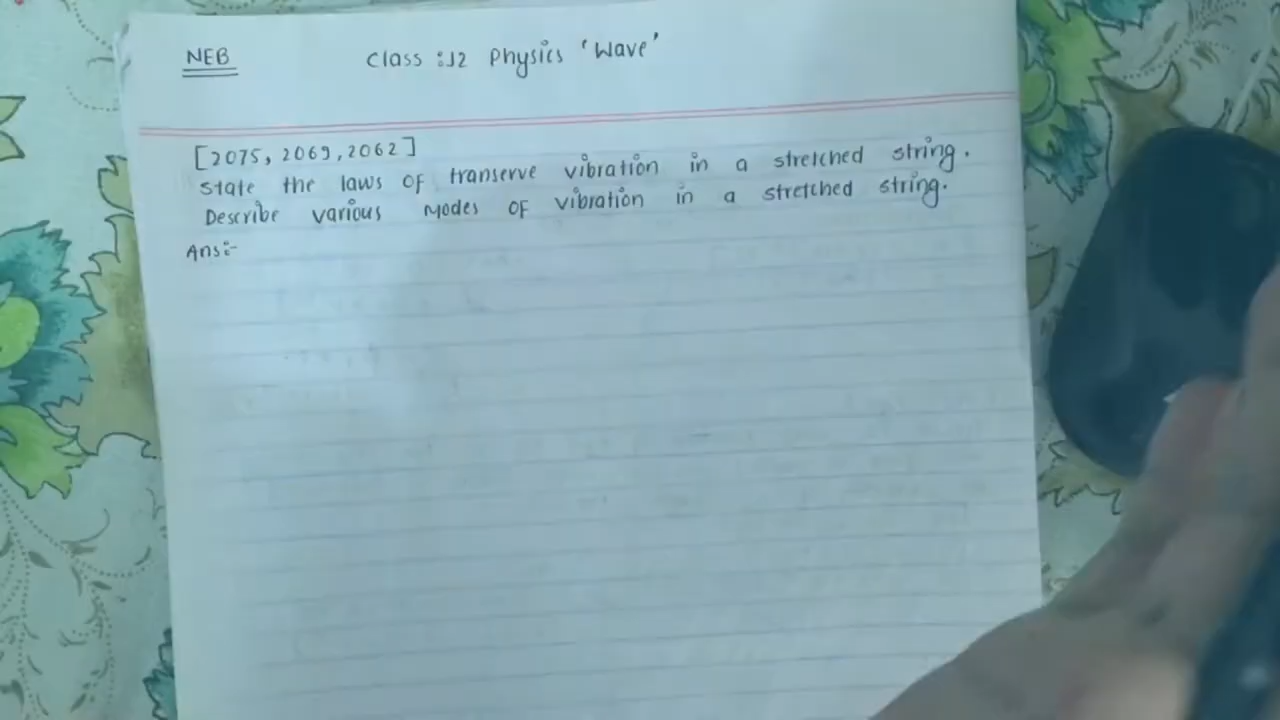 NEB
Class :12 Physics 'Wave'
[2075, 2069, 2062]
State the laws of transerve vibration in a stretched string.
Describe various Modes of vibration in a stretched string.
Ans:-